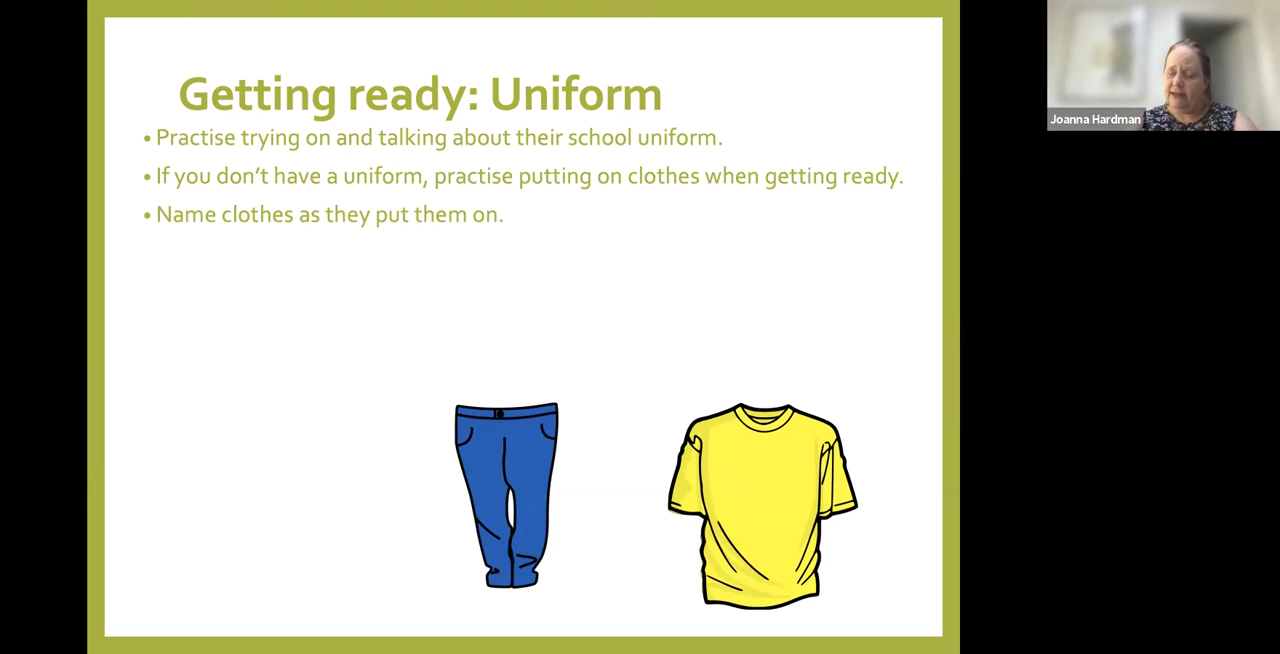 Getting ready: Uniform
• Practise trying on and talking about their school uniform.
• If you don’t have a uniform, practise putting on clothes when getting ready.
• Name clothes as they put them on.
Joanna Hardman